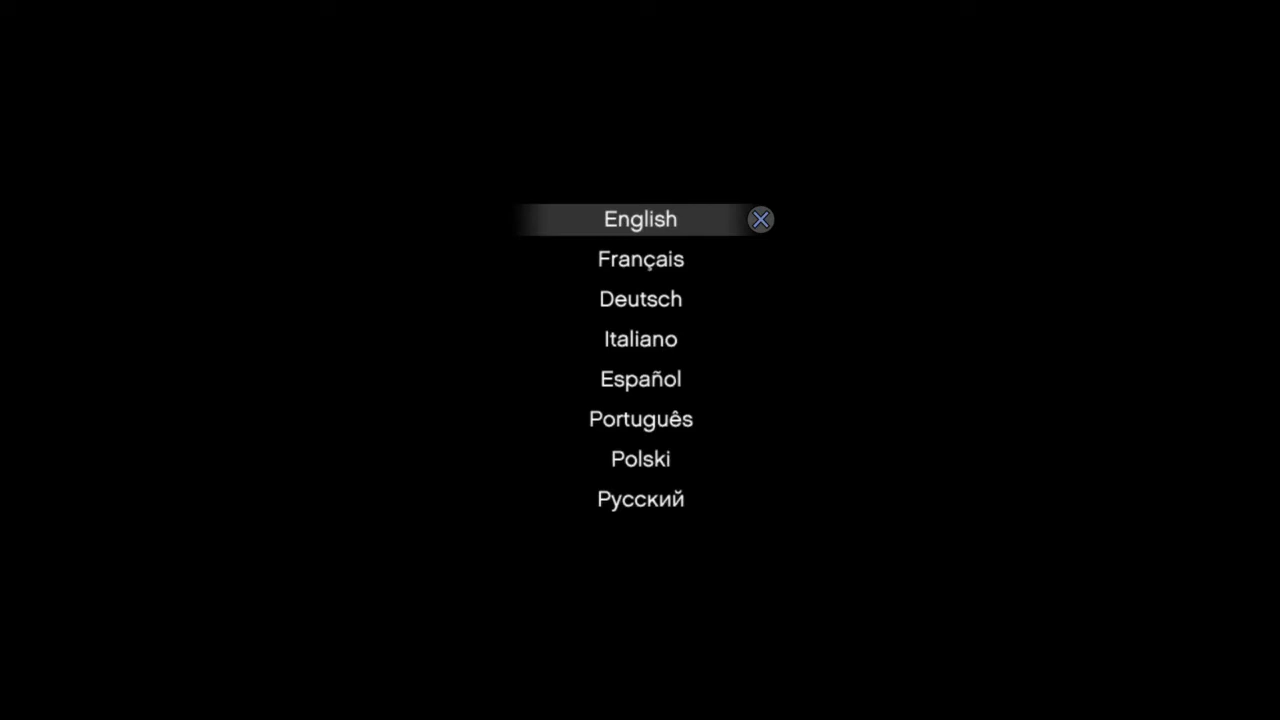 English
Français
Deutsch
Italiano
Español
Português
Polski
Русский